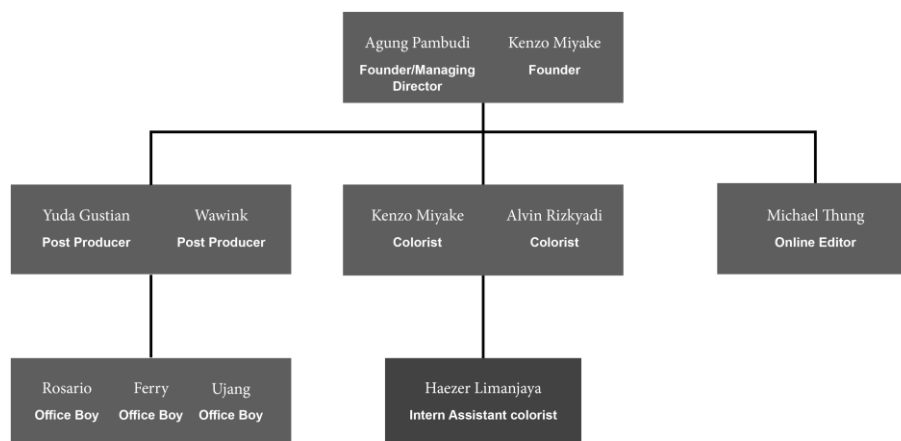 Agung Pambudi Kenzo Miyake
Founder/Managing Director Founder
Yuda Gustian Wawink
Post Producer Post Producer
Kenzo Miyake Alvin Rizkyadi
Colorist Colorist
Michael Thung
Online Editor
Rosario Ferry Ujang
Office Boy Office Boy Office Boy
Haezer Limanjaya
Intern Assistant colorist